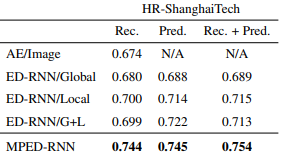 HR-ShanghaiTech
Rec. Pred. Rec. + Pred.
AE/Image 0.674 N/A N/A
ED-RNN/Global 0.680 0.688 0.689
ED-RNN/Local 0.700 0.714 0.715
ED-RNN/G+L 0.699 0.722 0.713
MPED-RNN 0.744 0.745 0.754